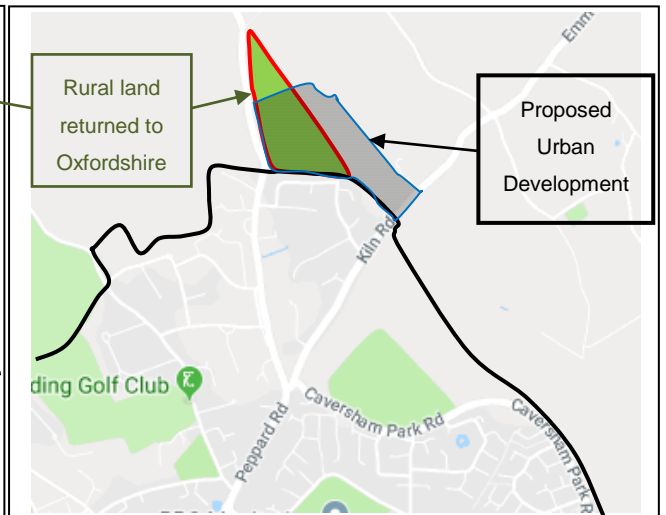 Rural land
returned to
Oxfordshire
Proposed
Urban
Development
Emm
Kiln Rd
ding Golf Club
Caversham Park Rd
Caversham Park R
Peppard Rd